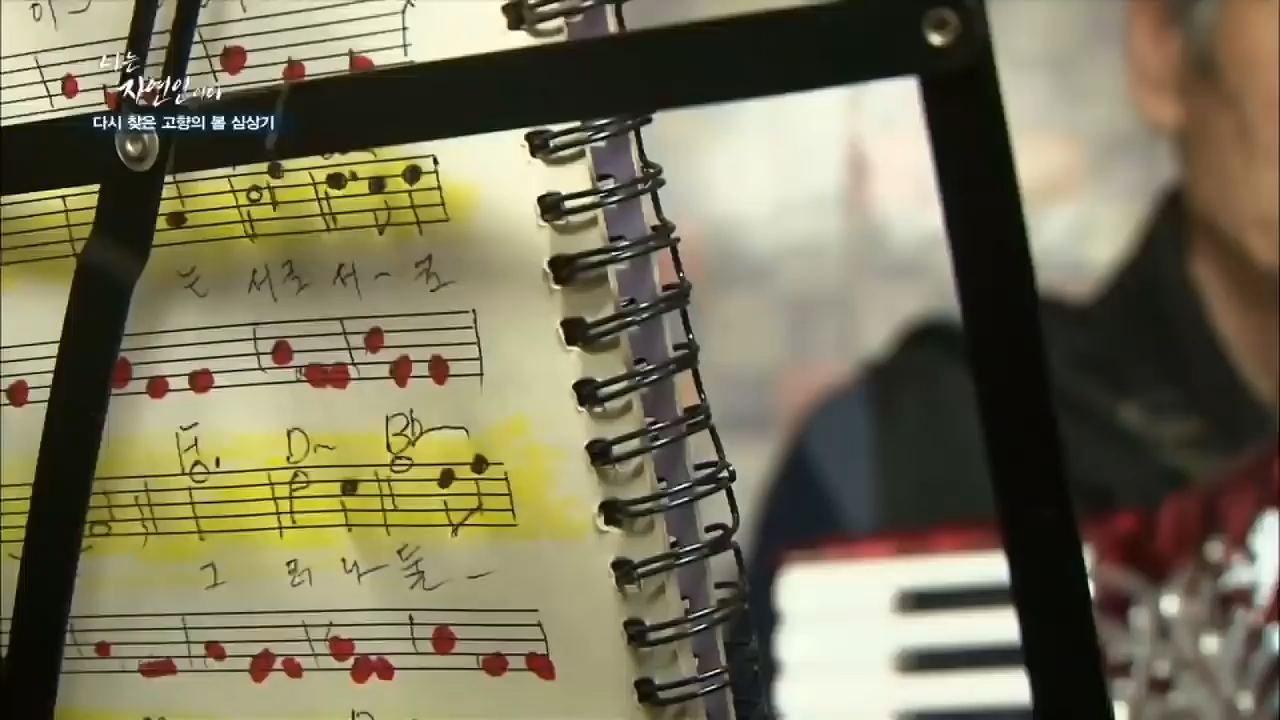 나는
자연인이다
다시 찾은 고향의 봄 심상기
는 서로 서-로
F D~ Bb
그 러 나 둘 -